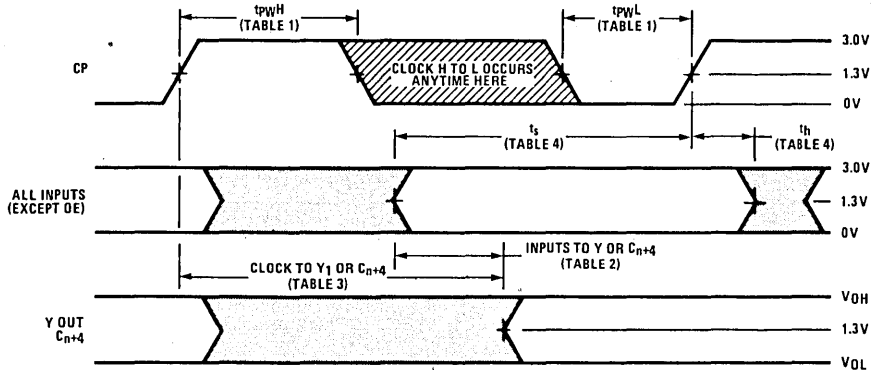 tPWH
(TABLE 1)
tPWL
(TABLE 1)
CP
CLOCK H TO L OCCURS
ANYTIME HERE
3.0V
1.3V
0V
ts
(TABLE 4)
th
(TABLE 4)
ALL INPUTS
(EXCEPT OE)
3.0V
1.3V
0V
INPUTS TO Y OR Cn+4
(TABLE 2)
CLOCK TO Y1 OR Cn+4
(TABLE 3)
Y OUT
Cn+4
VOH
1.3V
VOL